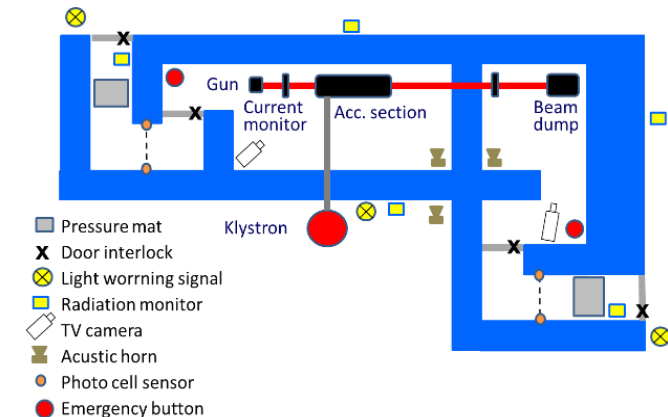 Gun
Current
monitor
Acc. section
Beam
dump
Klystron
Pressure mat
Door interlock
Light worrning signal
Radiation monitor
TV camera
Acustic horn
Photo cell sensor
Emergency button